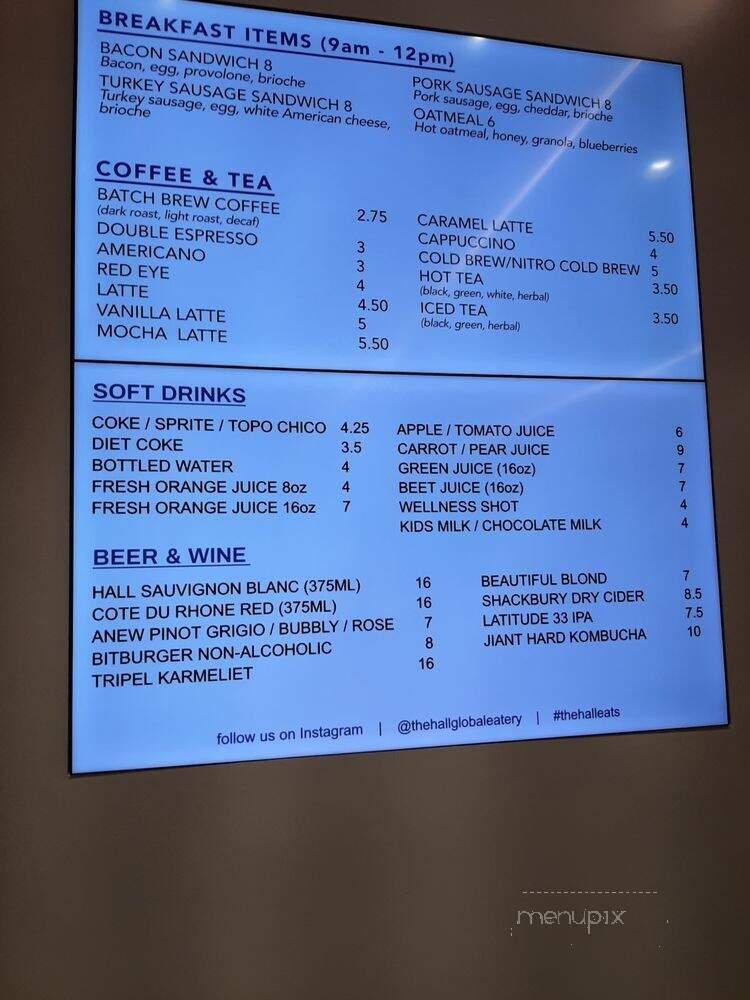 BREAKFAST ITEMS (9am - 12pm)
BACON SANDWICH 8
Bacon, egg, provolone, brioche
TURKEY SAUSAGE SANDWICH 8
Turkey sausage, egg, white American cheese,
brioche
PORK SAUSAGE SANDWICH 8
Pork sausage, egg, cheddar, brioche
OATMEAL 6
Hot oatmeal, honey, granola, blueberries
COFFEE & TEA
BATCH BREW COFFEE 2.75
(dark roast, light roast, decaf)
DOUBLE ESPRESSO 3
AMERICANO 3
RED EYE 4
LATTE 4.50
VANILLA LATTE 5
MOCHA LATTE 5.50
CARAMEL LATTE 5.50
CAPPUCCINO 4
COLD BREW/NITRO COLD BREW 5
HOT TEA 3.50
(black, green, white, herbal)
ICED TEA 3.50
(black, green, herbal)
SOFT DRINKS
COKE / SPRITE / TOPO CHICO 4.25
DIET COKE 3.5
BOTTLED WATER 4
FRESH ORANGE JUICE 8oz 4
FRESH ORANGE JUICE 16oz 7
APPLE / TOMATO JUICE 6
CARROT / PEAR JUICE 9
GREEN JUICE (16oz) 7
BEET JUICE (16oz) 7
WELLNESS SHOT 4
KIDS MILK / CHOCOLATE MILK 4
BEER & WINE
HALL SAUVIGNON BLANC (375ML) 16
COTE DU RHONE RED (375ML) 16
ANEW PINOT GRIGIO / BUBBLY / ROSE 7
BITBURGER NON-ALCOHOLIC 8
TRIPEL KARMELIET 16
BEAUTIFUL BLOND 7
SHACKBURY DRY CIDER 8.5
LATITUDE 33 IPA 7.5
JIANT HARD KOMBUCHA 10
follow us on Instagram | @thehallglobaleatery | #thehalleats
menupix